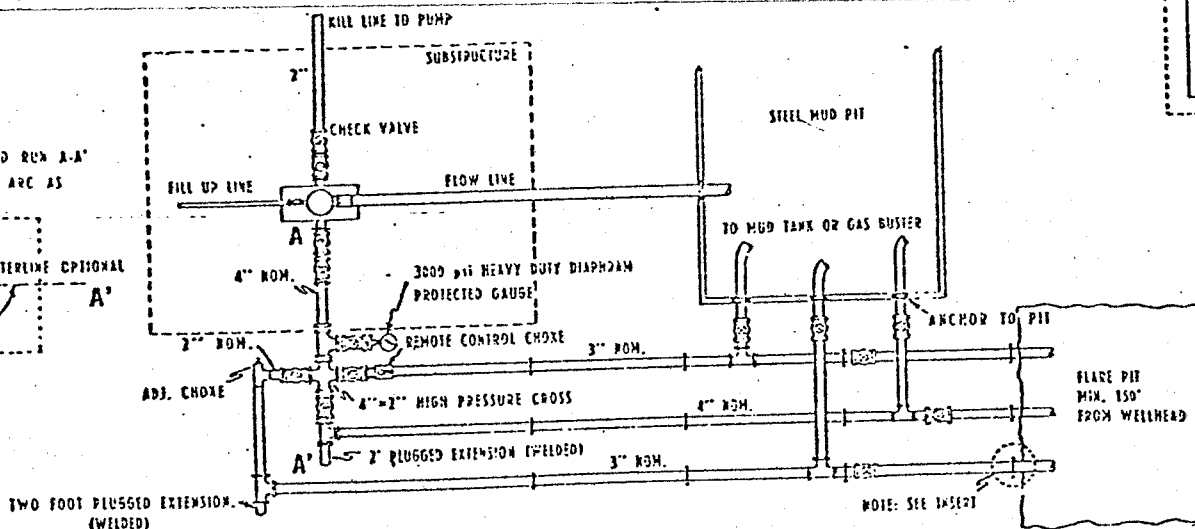 KILL LINE TO PUMP
SUBSTRUCTURE
2"
STEEL MUD PIT
CHECK VALVE
D RUN A-A'
ARC AS
FILL UP LINE
FLOW LINE
TO MUD TANK OR GAS BUSTER
A
TERLINE OPTIONAL
A'
4" NOM.
3000 psi HEAVY DUTY DIAPHRAM
PROTECTED GAUGE
ANCHOR TO PIT
2" NOM.
REMOTE CONTROL CHOKE
3" NOM.
ADJ. CHOKE
4"×2" HIGH PRESSURE CROSS
4" NOM.
FLARE PIT
MIN. 150'
FROM WELLHEAD
A'
2' PLUGGED EXTENSION (WELDED)
3" NOM.
TWO FOOT PLUGGED EXTENSION.
(WELDED)
NOTE: SEE INSERT